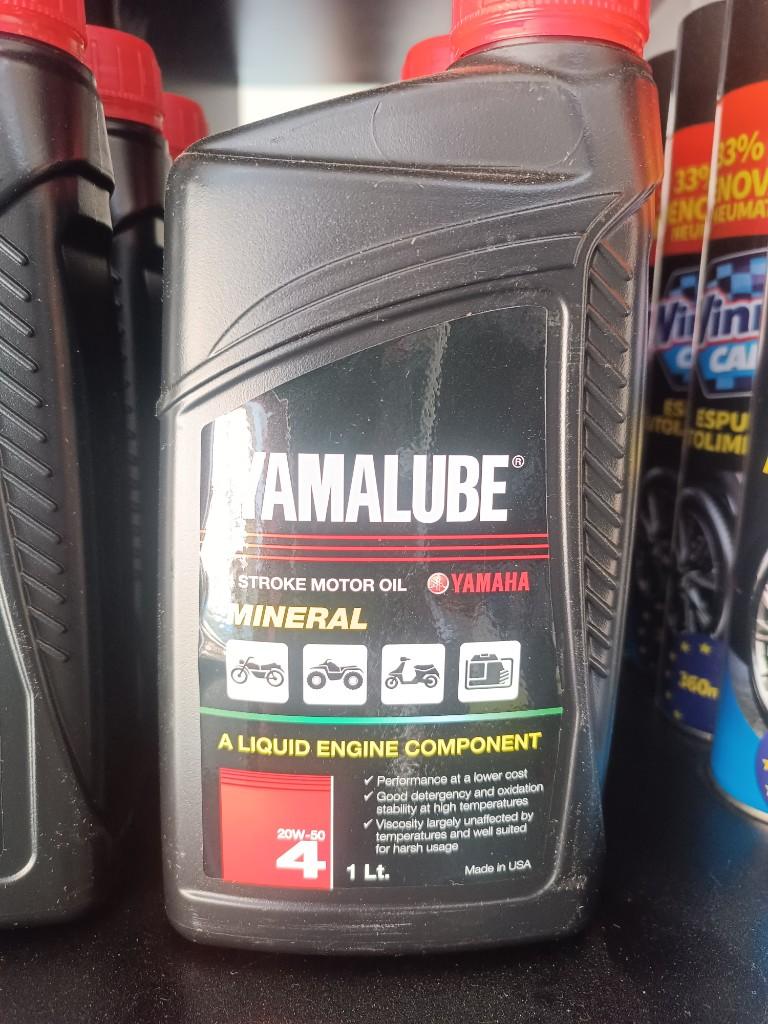 YAMALUBE®
STROKE MOTOR OIL
YAMAHA
MINERAL
A LIQUID ENGINE COMPONENT
✓ Performance at a lower cost
✓ Good detergency and oxidation
stability at high temperatures
✓ Viscosity largely unaffected by
temperatures and well suited
for harsh usage
20W-50
4
1 Lt.
Made in USA
33%
33%